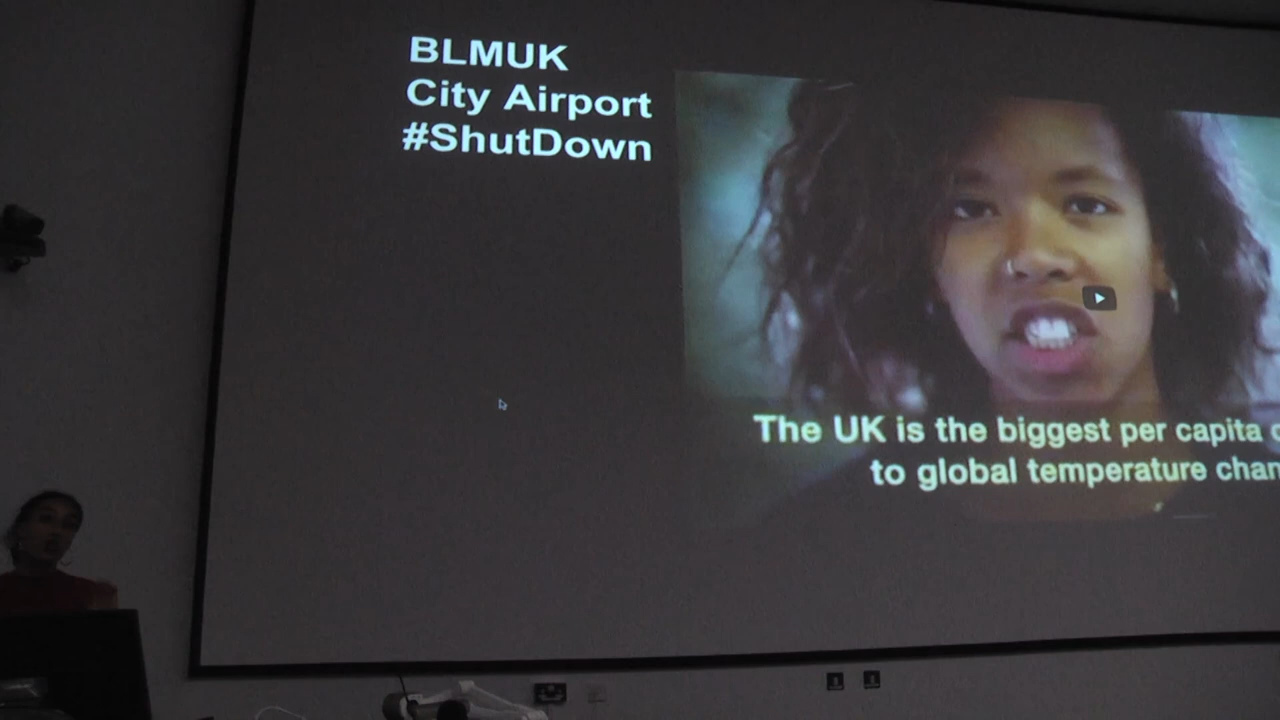 BLMUK
City Airport
#ShutDown
The UK is the biggest per capita
to global temperature